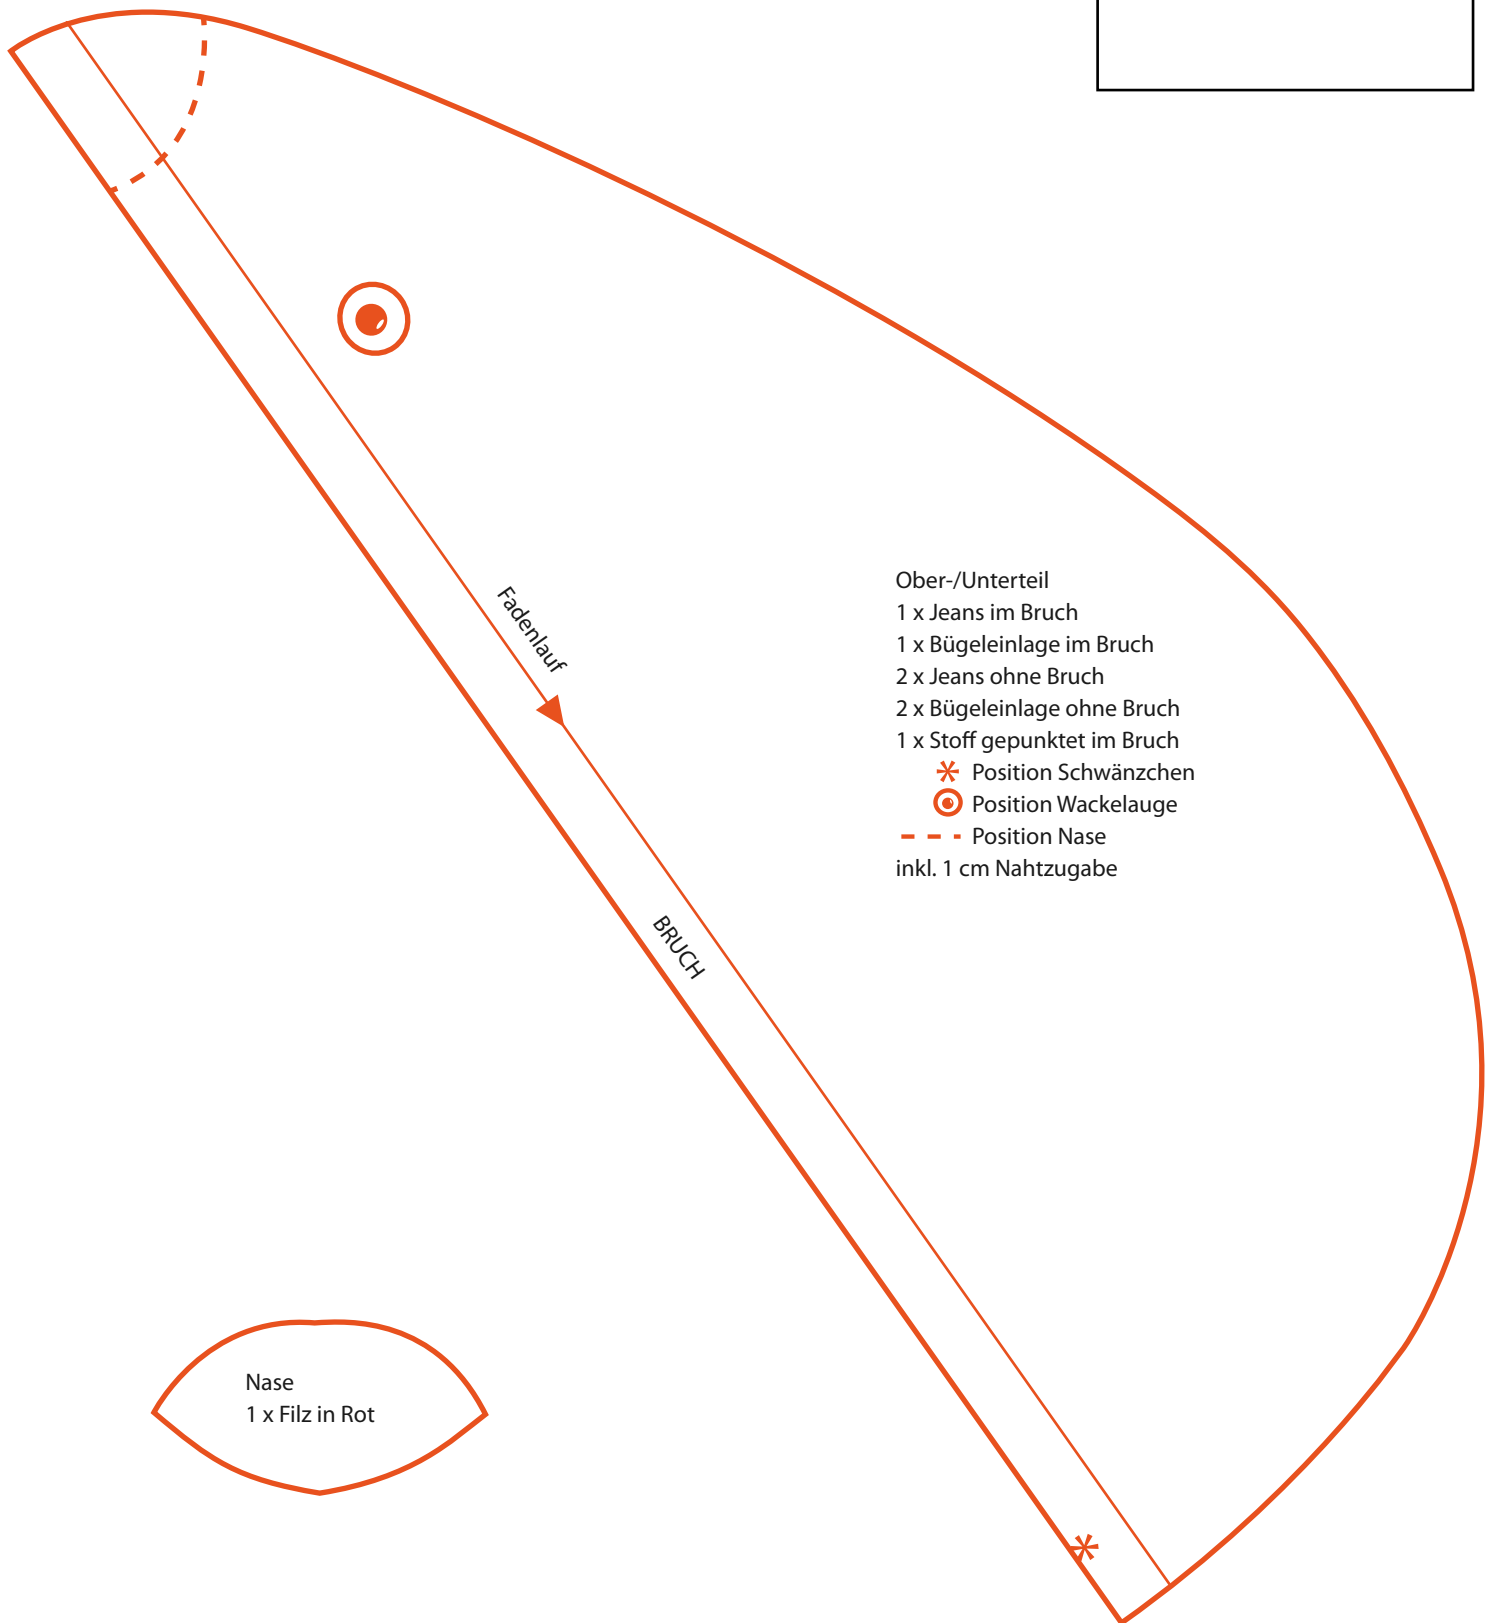 Fadenlauf
Ober-/Unterteil
1 x Jeans im Bruch
1 x Bügeleinlage im Bruch
2 x Jeans ohne Bruch
2 x Bügeleinlage ohne Bruch
1 x Stoff gepunktet im Bruch
Position Schwänzchen
Position Wackelauge
Position Nase
inkl. 1 cm Nahtzugabe
BRUCH
Nase
1 x Filz in Rot